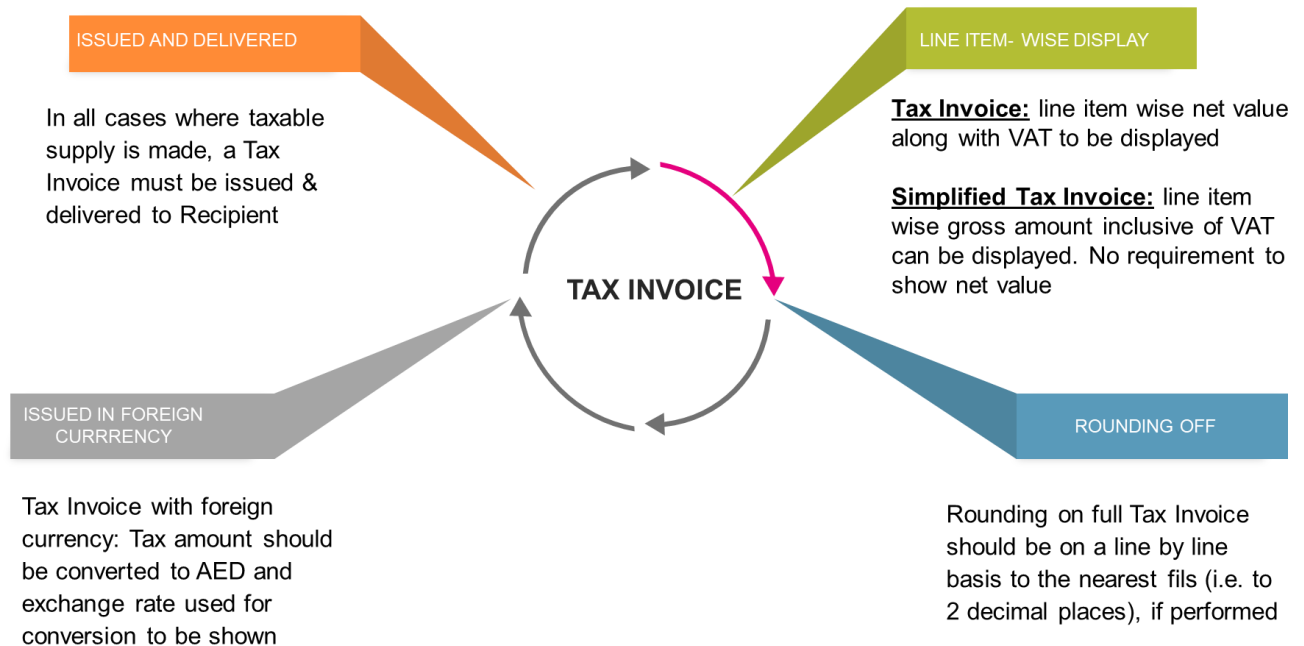 ISSUED AND DELIVERED
In all cases where taxable
supply is made, a Tax
Invoice must be issued &
delivered to Recipient
LINE ITEM- WISE DISPLAY
Tax Invoice: line item wise net value
along with VAT to be displayed
Simplified Tax Invoice: line item
wise gross amount inclusive of VAT
can be displayed. No requirement to
show net value
TAX INVOICE
ISSUED IN FOREIGN
CURRRENCY
Tax Invoice with foreign
currency: Tax amount should
be converted to AED and
exchange rate used for
conversion to be shown
ROUNDING OFF
Rounding on full Tax Invoice
should be on a line by line
basis to the nearest fils (i.e. to
2 decimal places), if performed